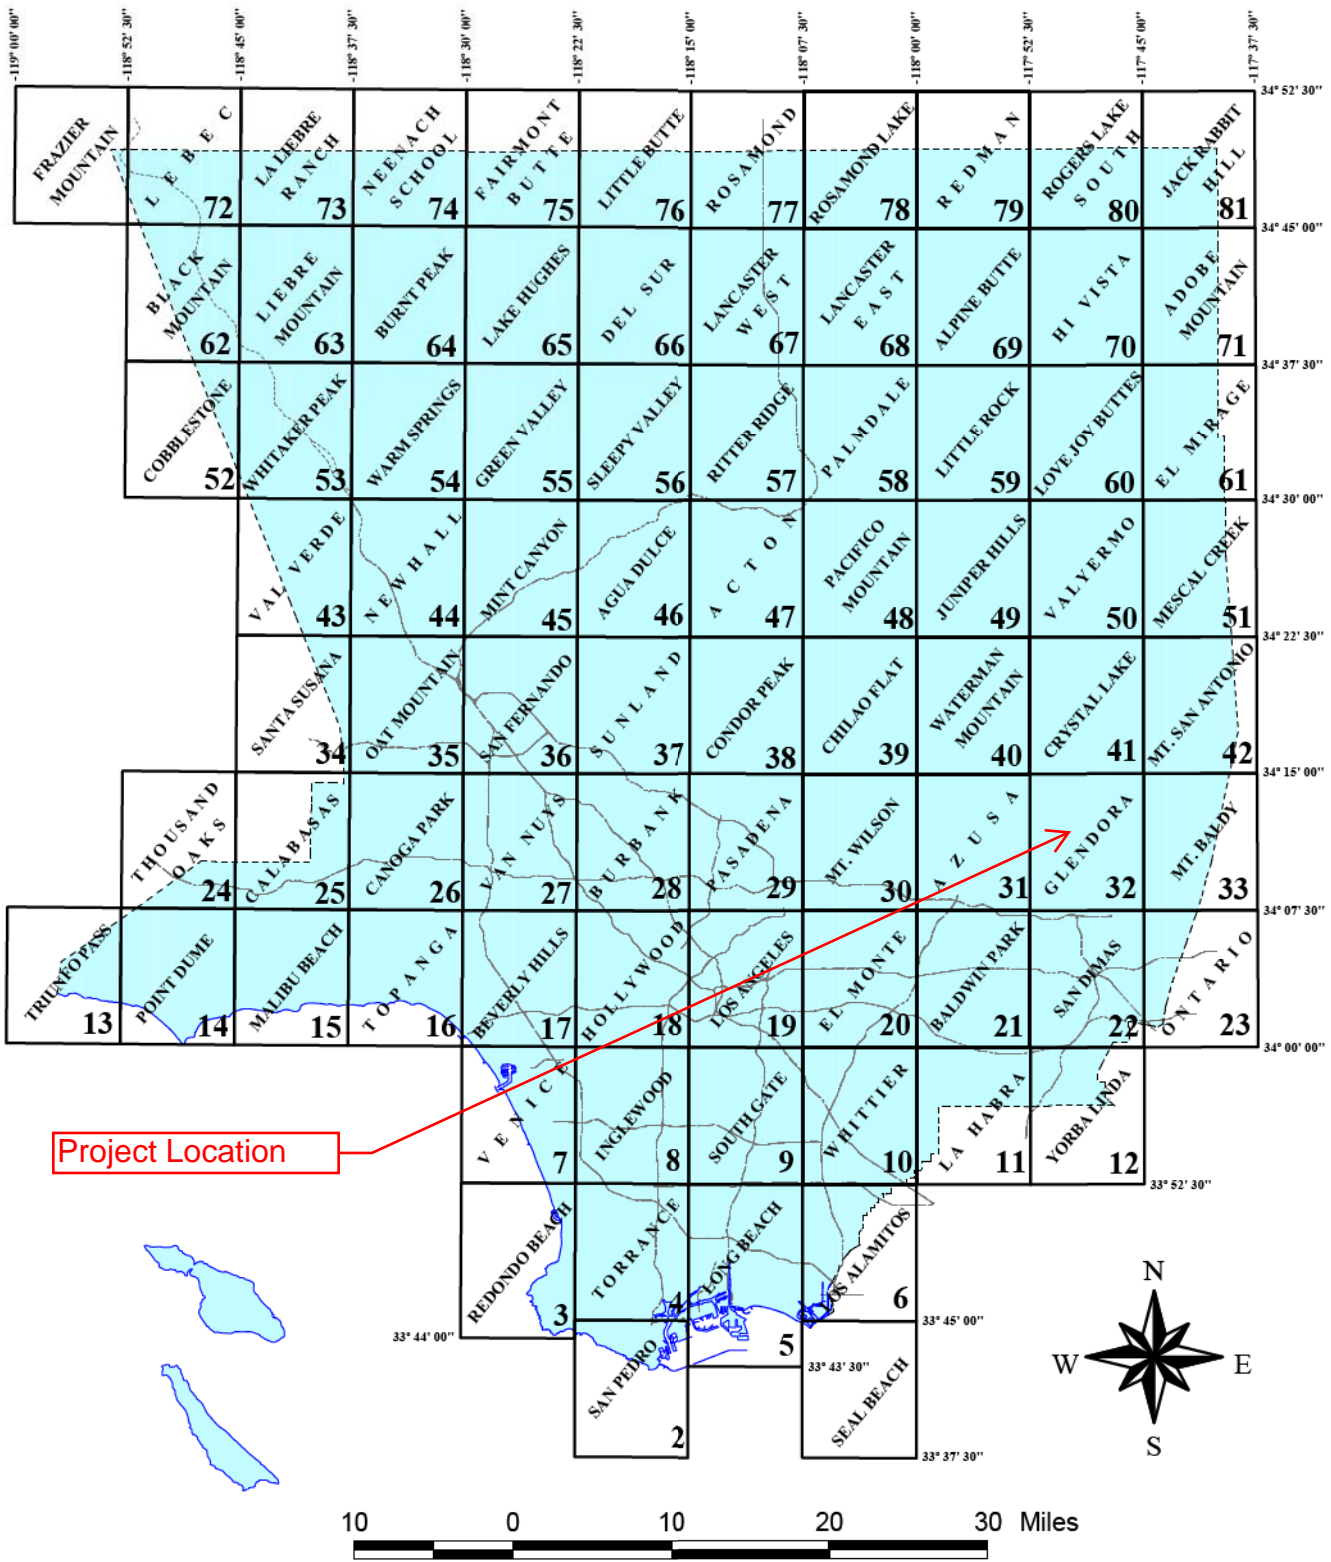 -119° 00' 00"
-118° 52' 30"
-118° 45' 00"
-118° 37' 30"
-118° 30' 00"
-118° 22' 30"
-118° 15' 00"
-118° 07' 30"
-118° 00' 00"
-117° 52' 30"
-117° 45' 00"
-117° 37' 30"
34° 52' 30"
FRAZIER
MOUNTAIN
LEBEC
72
LA LIEBRE
RANCH
73
NEENACH
SCHOOL
74
FAIRMONT
BUTTE
75
LITTLE BUTTE
76
ROSAMOND
77
ROSAMOND LAKE
78
REDMAN
79
ROGERS LAKE
SOUTH
80
JACK RABBIT
HILL
81
34° 45' 00"
BLACK
MOUNTAIN
62
LIEBRE
MOUNTAIN
63
BURNT PEAK
64
LAKE HUGHES
65
DEL SUR
66
LANCASTER
WEST
67
LANCASTER
EAST
68
ALPINE BUTTE
69
HI VISTA
70
ADOBE
MOUNTAIN
71
34° 37' 30"
COBBLESTONE
52
WHITAKER PEAK
53
WARM SPRINGS
54
GREEN VALLEY
55
SLEEPY VALLEY
56
RITTER RIDGE
57
PALMDALE
58
LITTLE ROCK
59
LOVE JOY BUTTES
60
EL MIRAGE
61
34° 30' 00"
VAL VERDE
43
NEWHALL
44
MINT CANYON
45
AGUA DULCE
46
ACTON
47
PACIFICO
MOUNTAIN
48
JUNIPER HILLS
49
VALYERMO
50
MESCAL CREEK
51
34° 22' 30"
SANTA SUSANA
34
OAT MOUNTAIN
35
SAN FERNANDO
36
SUNLAND
37
CONDOR PEAK
38
CHILAO FLAT
39
WATERMAN
MOUNTAIN
40
CRYSTAL LAKE
41
MT. SAN ANTONIO
42
34° 15' 00"
THOUSAND
OAKS
24
CALABASAS
25
CANOGA PARK
26
VAN NUYS
27
BURBANK
28
PASADENA
29
MT. WILSON
30
AZUSA
31
GLENDORA
32
MT. BALDY
33
34° 07' 30"
TRIUNFO PASS
13
POINT DUME
14
MALIBU BEACH
15
TOPANGA
16
BEVERLY HILLS
17
HOLLYWOOD
18
LOS ANGELES
19
EL MONTE
20
BALDWIN PARK
21
SAN DIMAS
22
ONTARIO
23
34° 00' 00"
VENICE
7
INGLEWOOD
8
SOUTH GATE
9
WHITTIER
10
LA HABRA
11
YORBA LINDA
12
33° 52' 30"
Project Location
REDONDO BEACH
3
TORRANCE
4
LONG BEACH
5
LOS ALAMITOS
6
33° 45' 00"
33° 44' 00"
33° 43' 30"
SAN PEDRO
2
SEAL BEACH
33° 37' 30"
N
W
E
S
10 0 10 20 30 Miles